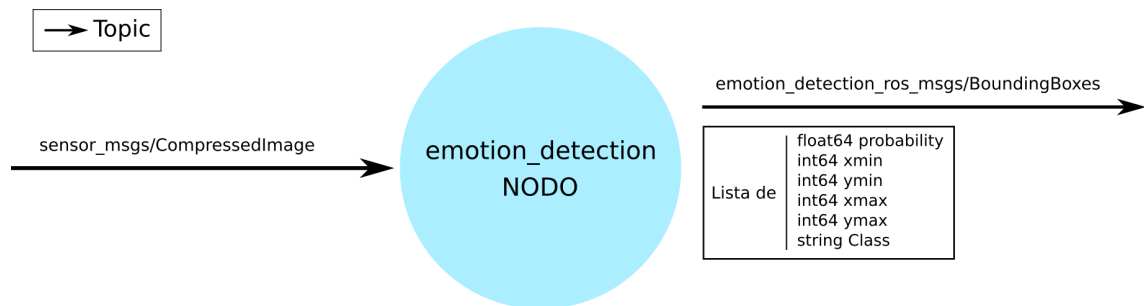 Topic
sensor_msgs/CompressedImage
emotion_detection
NODO
emotion_detection_ros_msgs/BoundingBoxes
Lista de
float64 probability
int64 xmin
int64 ymin
int64 xmax
int64 ymax
string Class